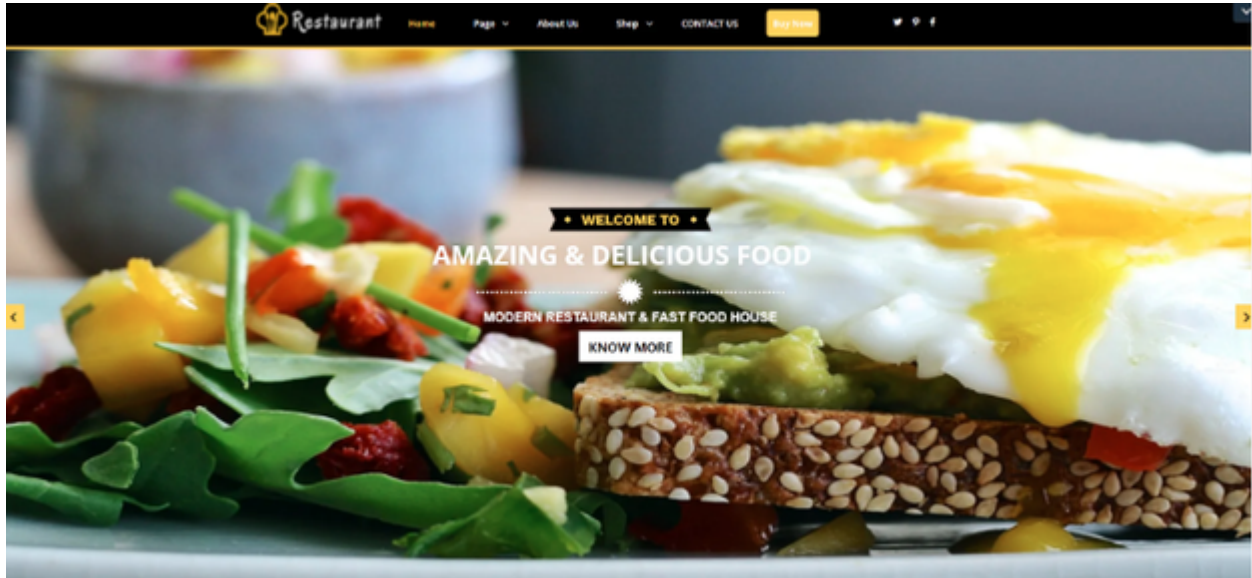 Restaurant
Home
Page
About Us
Shop
CONTACT US
Buy Now
WELCOME TO
AMAZING & DELICIOUS FOOD
MODERN RESTAURANT & FAST FOOD HOUSE
KNOW MORE